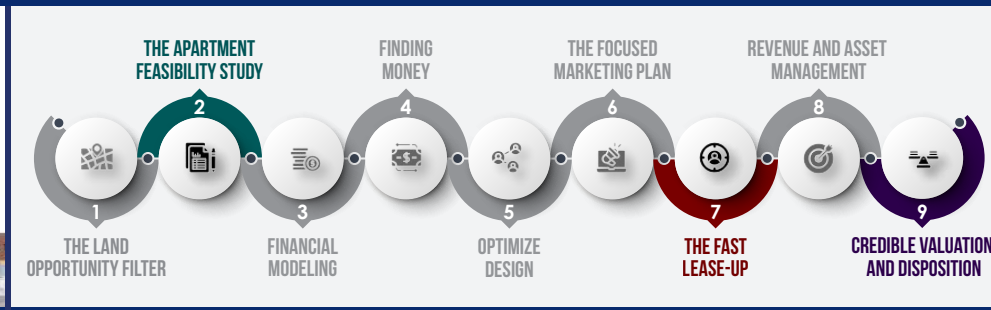 THE APARTMENT
FEASIBILITY STUDY
FINDING
MONEY
THE FOCUSED
MARKETING PLAN
REVENUE AND ASSET
MANAGEMENT
2
4
6
8
1
3
5
7
9
THE LAND
OPPORTUNITY FILTER
FINANCIAL
MODELING
OPTIMIZE
DESIGN
THE FAST
LEASE-UP
CREDIBLE VALUATION
AND DISPOSITION